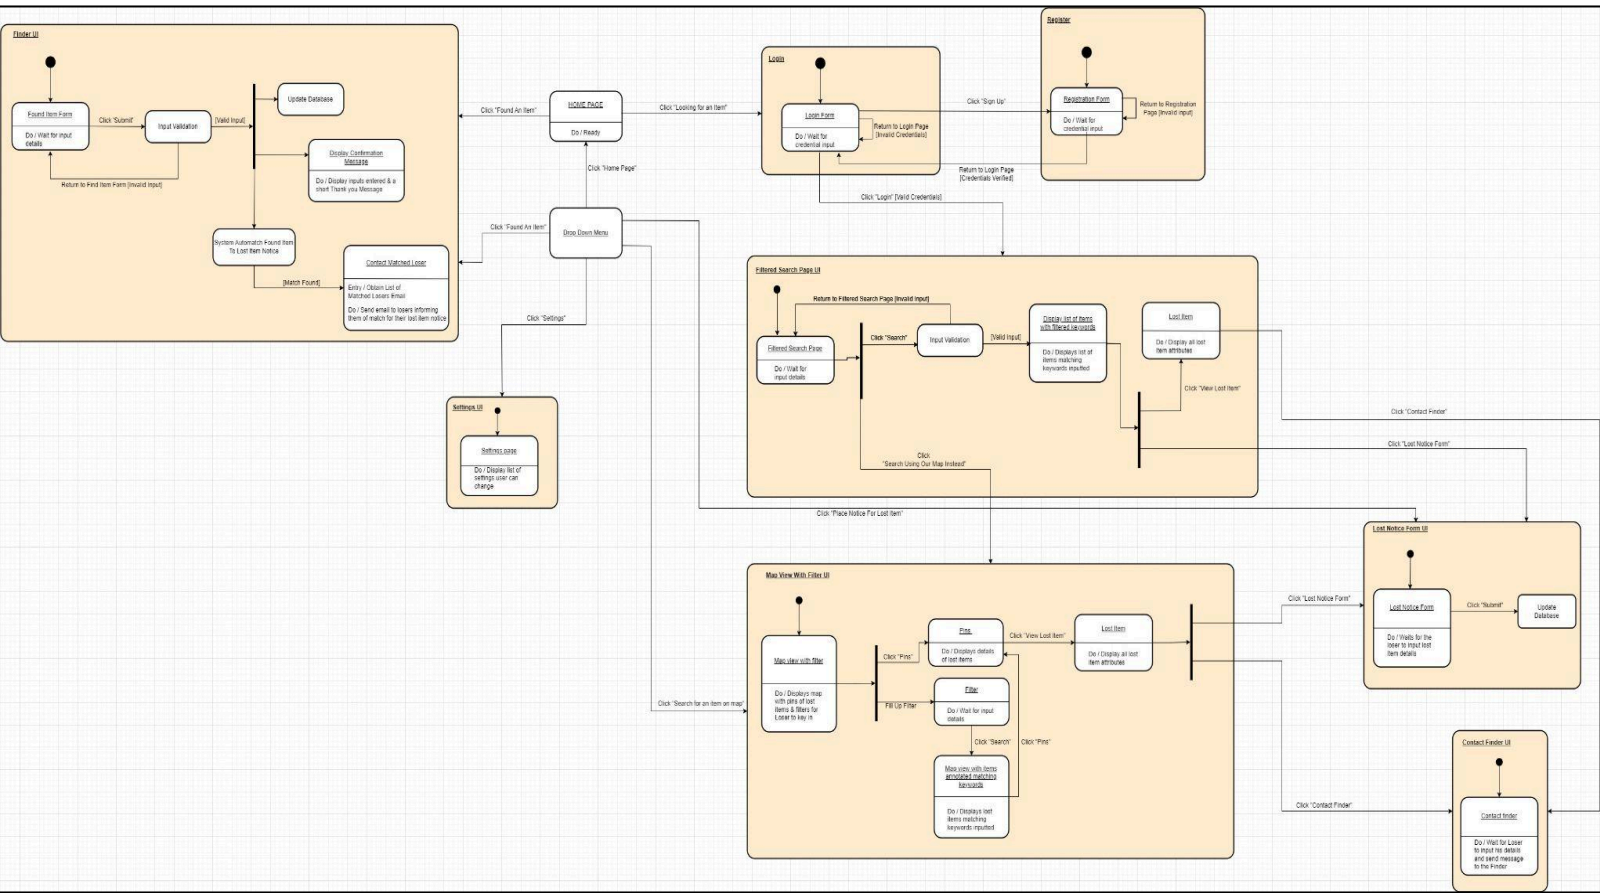 Finder UI
Found Item Form
Do / Wait for input
details
Click "Submit"
Input Validation
[Valid Input]
Return to Find Item Form [Invalid Input]
Update Database
Display Confirmation
Message
Do / Display inputs entered & a
short Thank you Message
System Automatch Found Item
To Lost Item Notice
[Match Found]
Contact Matched Loser
Entry / Obtain List of
Matched Losers Email
Do / Send email to losers informing
them of match for their lost item notice
Click "Found An Item"
HOME PAGE
Do / Ready
Click "Looking for an Item"
Click "Home Page"
Click "Found An Item"
Drop Down Menu
Click "Settings"
Settings UI
Settings page
Do / Display list of
settings user can
change
Login
Login Form
Do / Wait for
credential input
Return to Login Page
[Invalid Credentials]
Click "Sign Up"
Register
Registration Form
Do / Wait for
credential input
Return to Registration
Page [Invalid input]
Return to Login Page
[Credentials Verified]
Click "Login" [Valid Credentials]
Filtered Search Page UI
Return to Filtered Search Page [Invalid Input]
Filtered Search Page
Do / Wait for
input details
Click "Search"
Input Validation
[Valid Input]
Display list of items
with filtered keywords
Do / Displays list of
items matching
keywords inputted
Lost Item
Do / Display all lost
item attributes
Click "View Lost Item"
Click
"Search Using Our Map Instead"
Click "Contact Finder"
Click "Lost Notice Form"
Click "Place Notice For Lost Item"
Click "Search for an item on map"
Map View With Filter UI
Map view with filter
Do / Displays map
with pins of lost
items & filters for
Loser to key in
Click "Pins"
Fill Up Filter
Pins
Do / Displays details
of lost items
Click "View Lost Item"
Lost Item
Do / Display all lost
item attributes
Filter
Do / Wait for input
details
Click "Search"
Click "Pins"
Map view with items
annotated matching
keywords
Do / Displays lost
items matching
keywords inputted
Click "Lost Notice Form"
Click "Contact Finder"
Lost Notice Form UI
Lost Notice Form
Do / Waits for the
loser to input lost
item details
Click "Submit"
Update
Database
Contact Finder UI
Contact finder
Do / Wait for Loser
to input his details
and send message
to the Finder